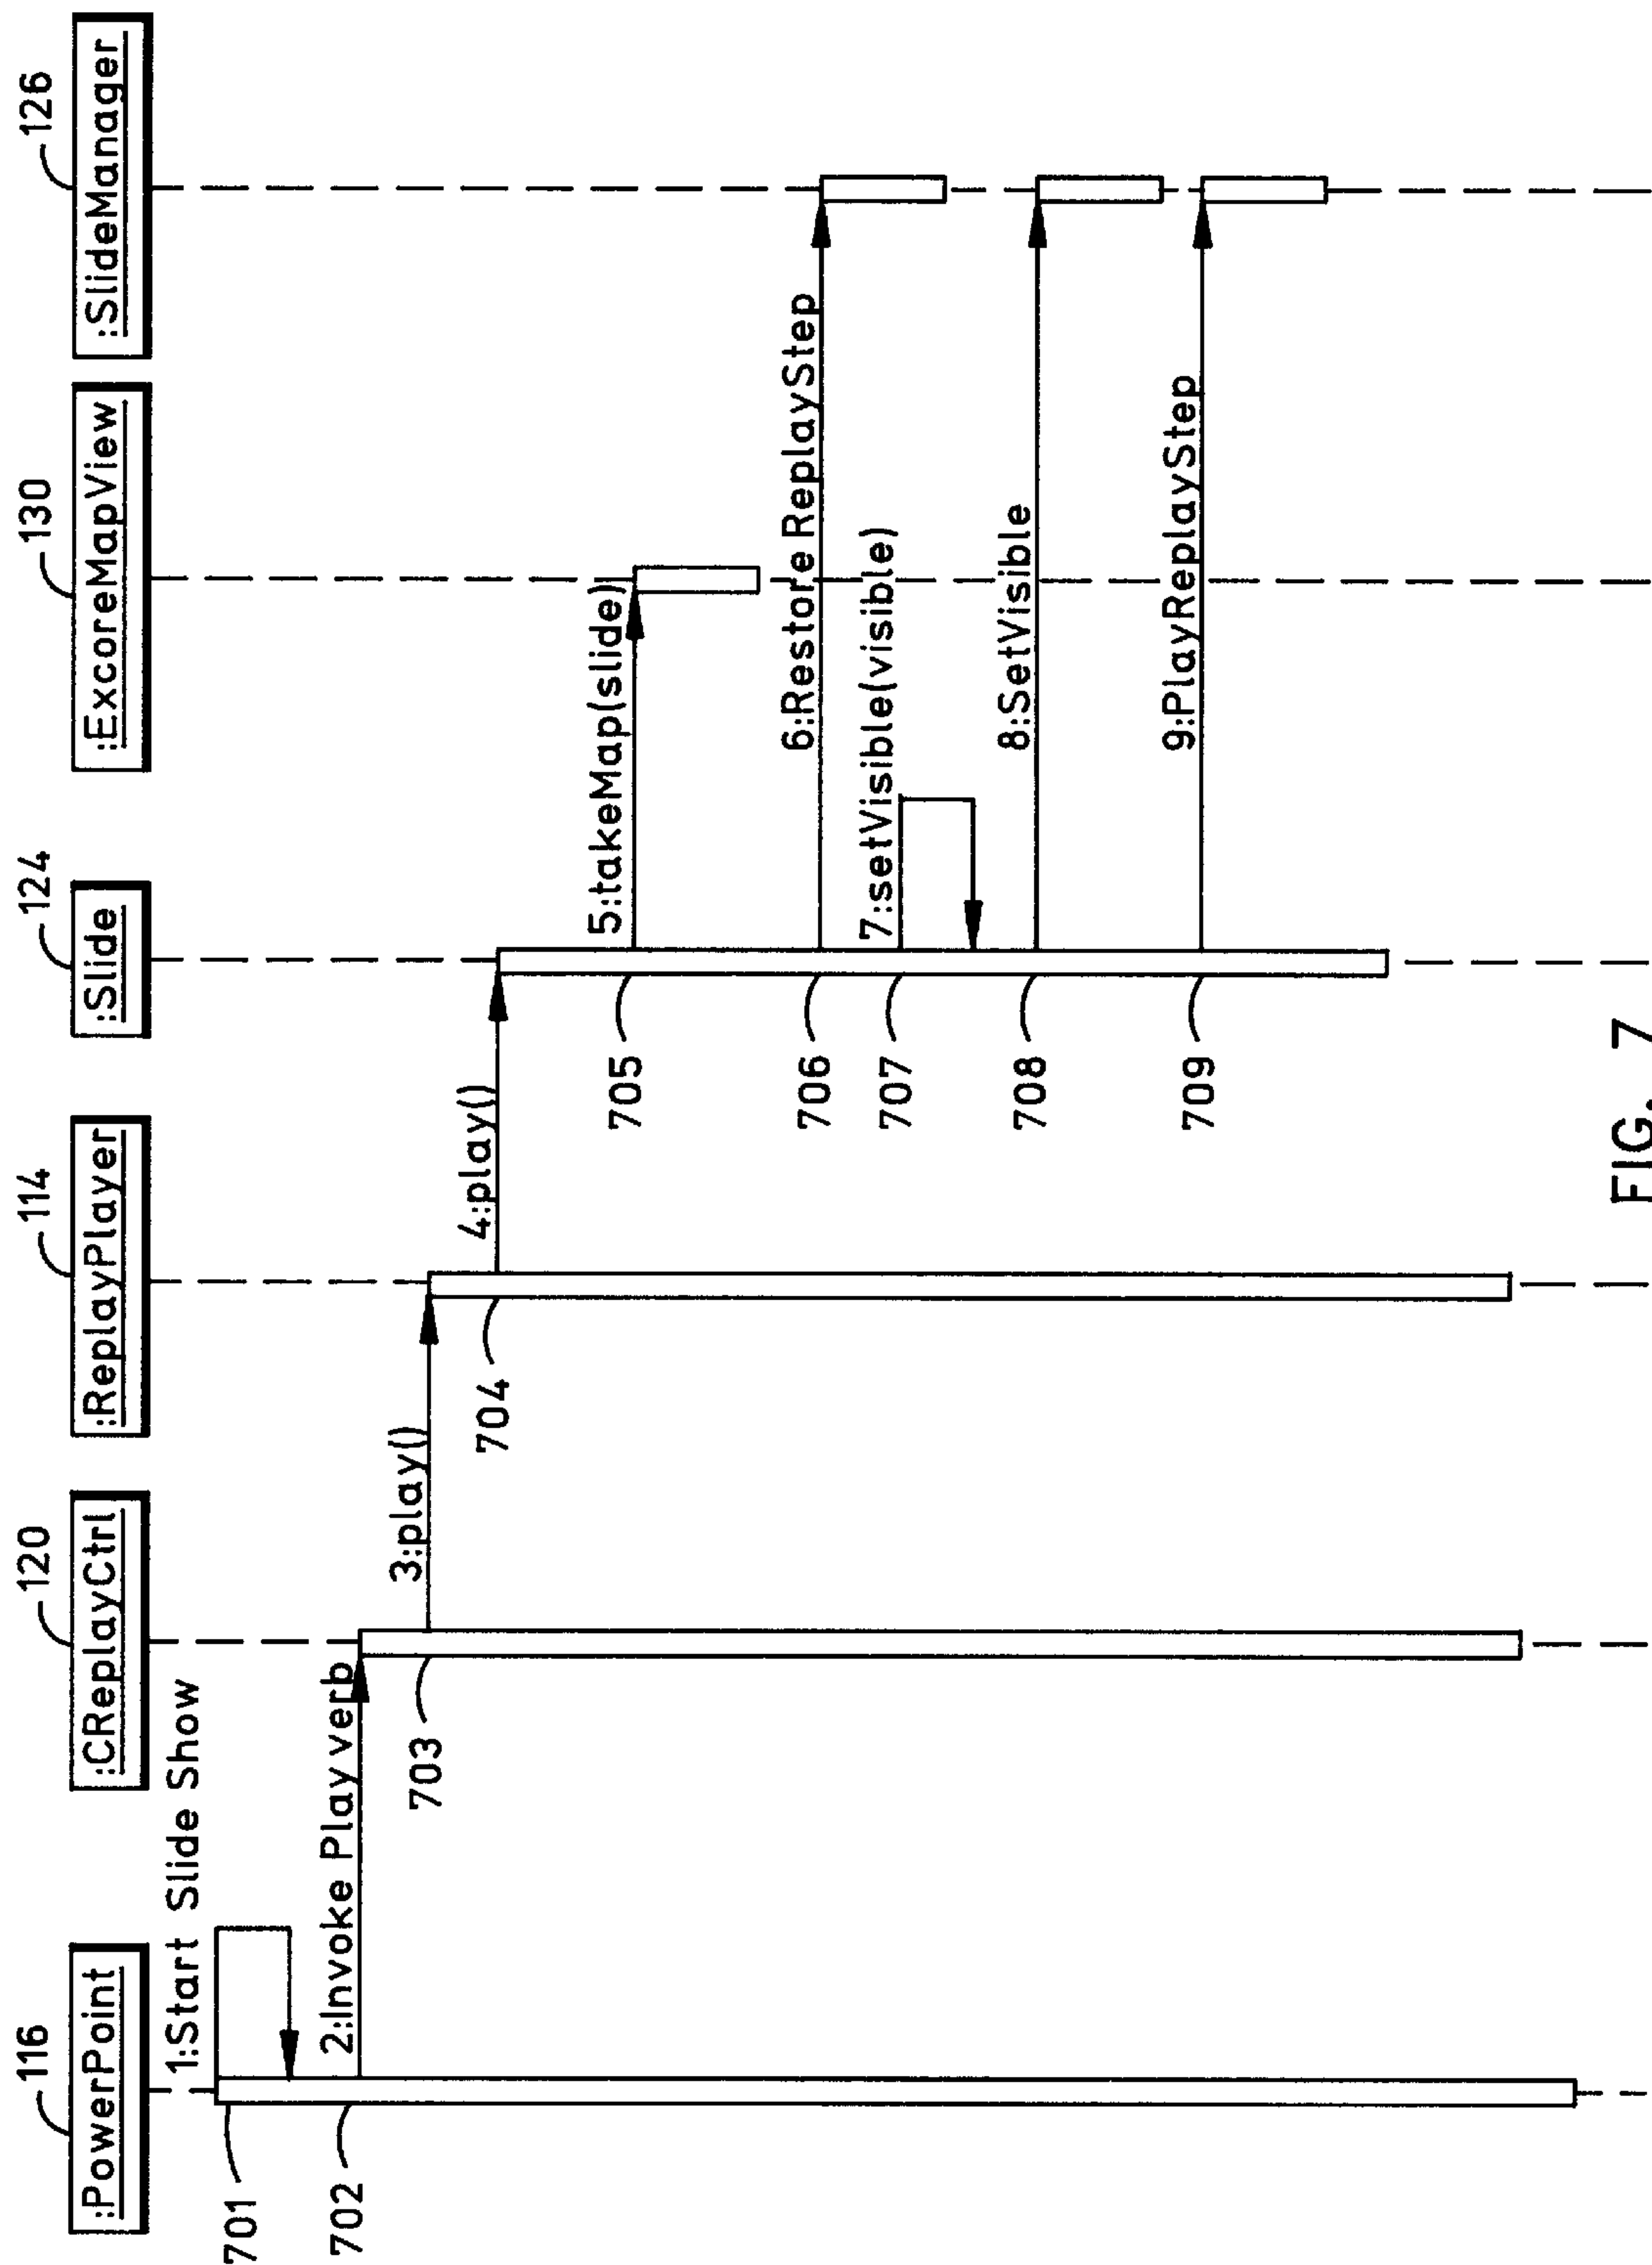 116
120
114
124
130
126
:PowerPoint
:CReplayCtrl
:ReplayPlayer
:Slide
:ExcoreMapView
:SlideManager
1:Start Slide Show
701
2:Invoke Play verb
702
3:play()
703
4:play()
704
5:takeMap(slide)
705
6:Restore ReplayStep
706
7:setVisible(visible)
707
8:SetVisible
708
9:PlayReplayStep
709
FIG. 7